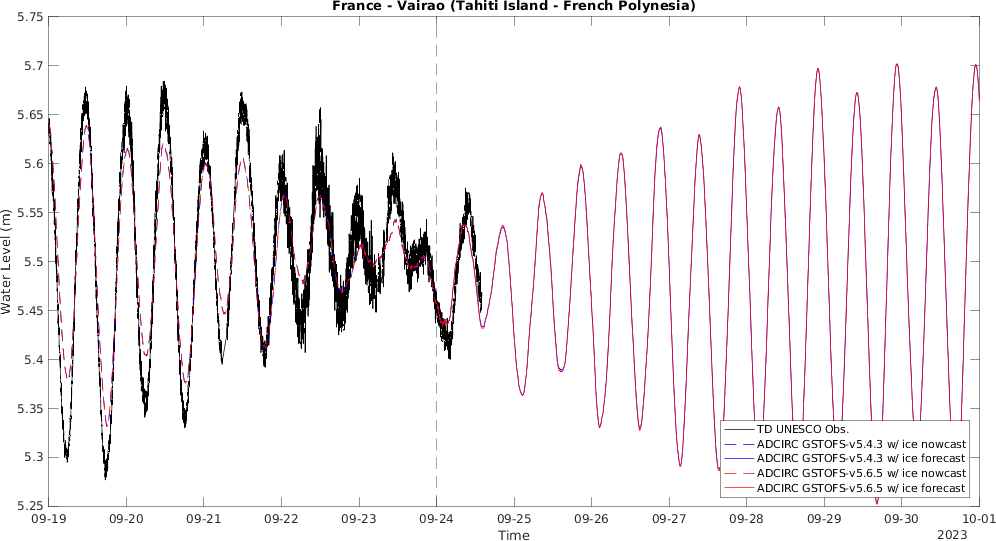 France - Vairao (Tahiti Island - French Polynesia)
5.75
5.7
5.65
5.6
5.55
5.5
5.45
5.4
5.35
5.3
5.25
Water Level (m)
TD UNESCO Obs.
ADCIRC GSTOFS-v5.4.3 w/ ice nowcast
ADCIRC GSTOFS-v5.4.3 w/ ice forecast
ADCIRC GSTOFS-v5.6.5 w/ ice nowcast
ADCIRC GSTOFS-v5.6.5 w/ ice forecast
09-19 09-20 09-21 09-22 09-23 09-24 09-25 09-26 09-27 09-28 09-29 09-30 10-01
Time
2023